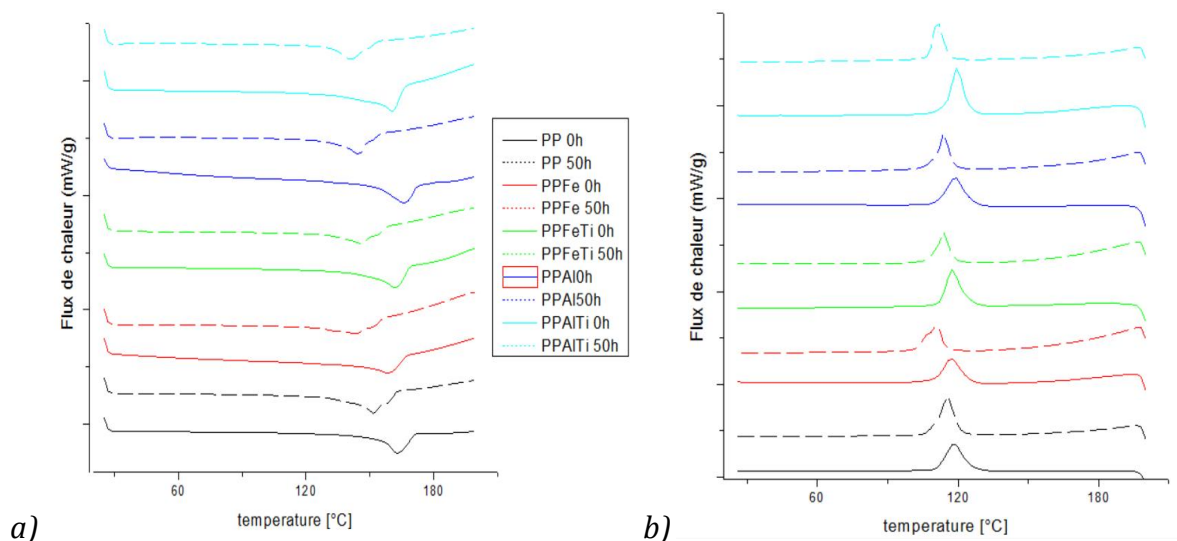 Flux de chaleur (mW/g)
60
120
180
temperature [°C]
a)
PP 0h
PP 50h
PPFe 0h
PPFe 50h
PPFeTi 0h
PPFeTi 50h
PPAl0h
PPAl50h
PPAlTi 0h
PPAlTi 50h
Flux de chaleur (mW/g)
60
120
180
temperature [°C]
b)